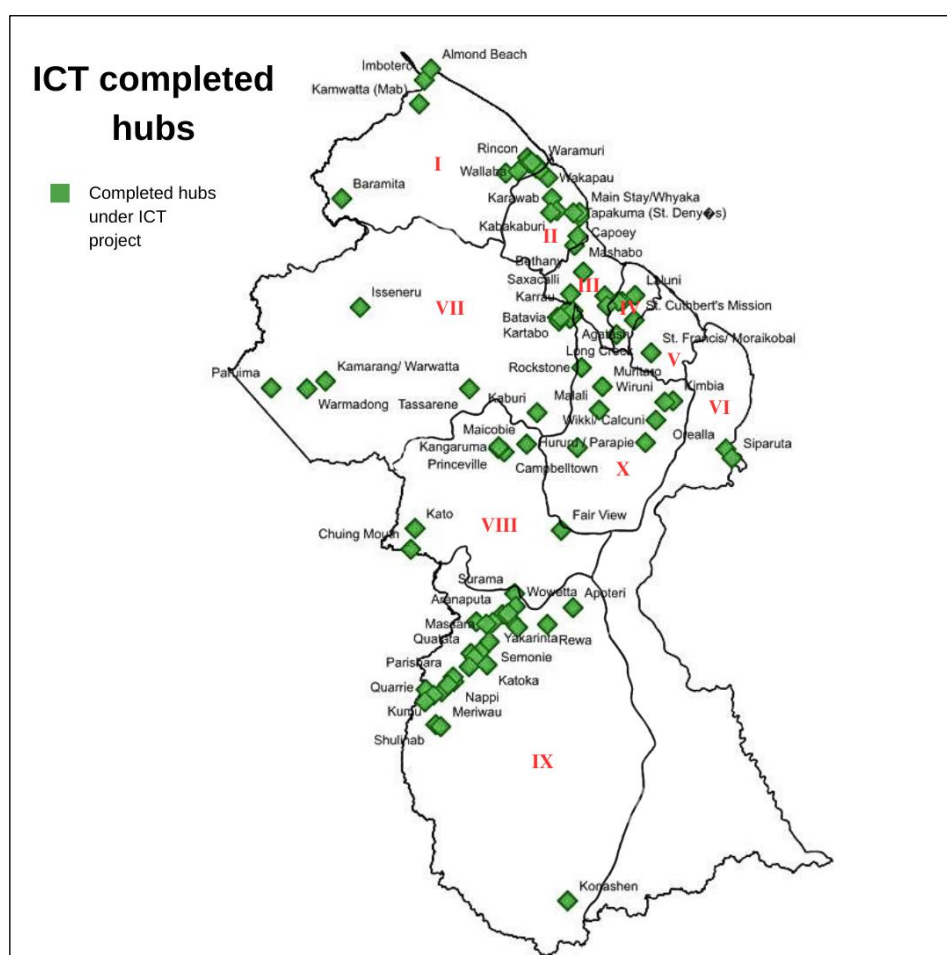 ICT completed
hubs
Completed hubs
under ICT
project
Almond Beach
Imbotero
Kamwatta (Mab)
Rincon
Waramuri
I
Wallaba
Wakapau
Baramita
Karawab
Main Stay/Whyaka
Tapakuma (St. Deny�s)
Kabakaburi
II
Capoey
Mashabo
Bethany
Saxacalli
III
Laluni
Isseneru
VII
Karrau
IV
St. Cuthbert's Mission
Batavia
Kartabo
Agatash
St. Francis/ Moraikobai
Long Creek
V
Rockstone
Paruima
Kamarang/ Warwatta
Muritaro
Wiruni
Kimbia
Warmadong
Tassarene
Kaburi
Malali
VI
Wikki/ Calcuni
Maicobie
Orealla
Kangaruma
Hururu / Parapie
Siparuta
Princeville
Campbelltown
X
Kato
VIII
Fair View
Chuing Mouth
Surama
Wowetta
Apoteri
Aranaputa
Massara
Quatata
Yakarinta
Rewa
Parishara
Semonie
Katoka
Quarrie
Nappi
Kumu
Meriwau
Shulinab
IX
Konashen